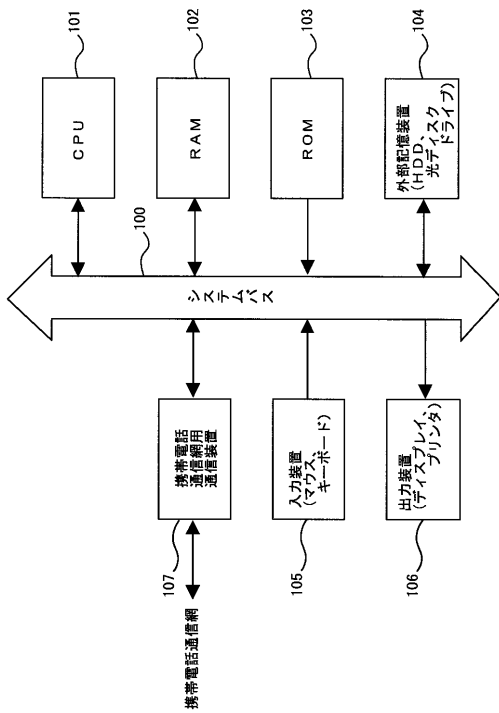 101
CPU
102
RAM
103
ROM
104
外部記憶装置
(HDD、
光ディスク
ドライブ)
100
システムバス
携帯電話
通信網用
通信装置
107
携帯電話通信網
入力装置
(マウス、
キーボード)
105
出力装置
(ディスプレイ、
プリンタ)
106